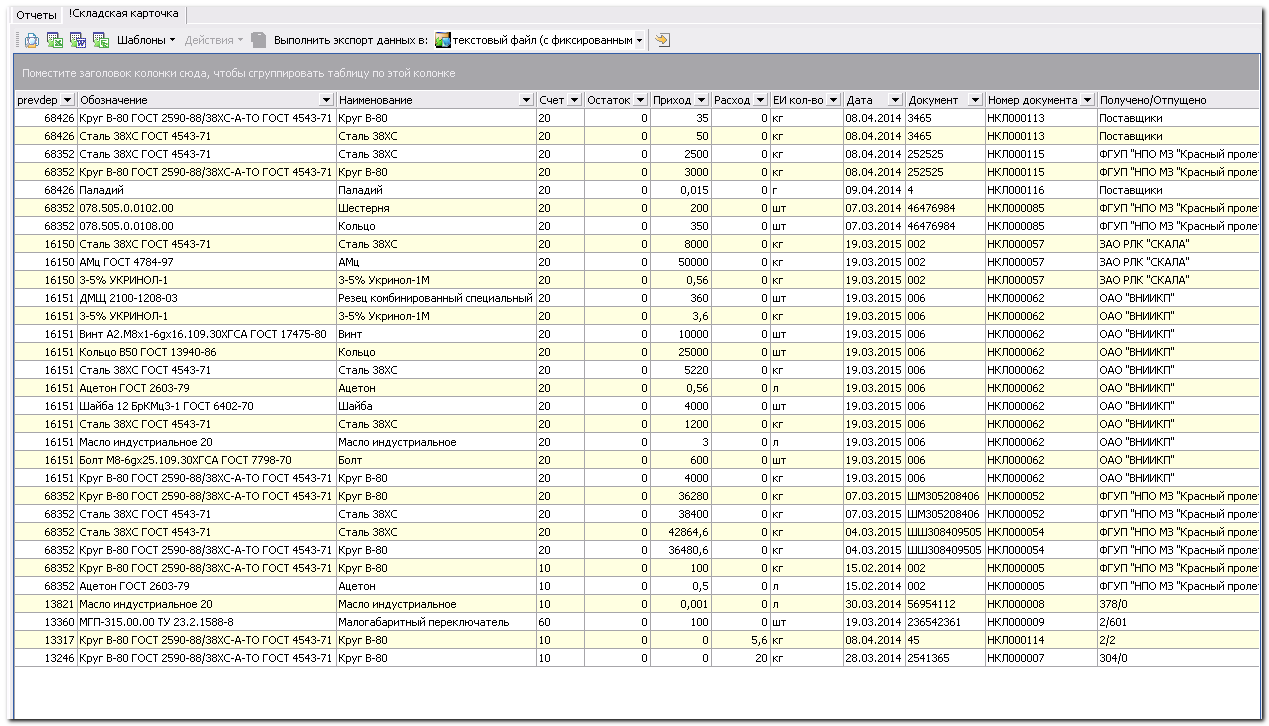 Отчеты !Складская карточка
Шаблоны Действия Выполнить экспорт данных в: текстовый файл (с фиксированным
Поместите заголовок колонки сюда, чтобы сгруппировать таблицу по этой колонке
prevdep Обозначение Наименование Счет Остаток Приход Расход ЕИ кол-во Дата Документ Номер документа Получено/Отпущено
68426 Круг В-80 ГОСТ 2590-88/38ХС-А-ТО ГОСТ 4543-71 Круг В-80 20 0 35 0 кг 08.04.2014 3465 НКЛ000113 Поставщики
68426 Сталь 38ХС ГОСТ 4543-71 Сталь 38ХС 20 0 50 0 кг 08.04.2014 3465 НКЛ000113 Поставщики
68352 Сталь 38ХС ГОСТ 4543-71 Сталь 38ХС 20 0 2500 0 кг 08.04.2014 252525 НКЛ000115 ФГУП "НПО МЗ "Красный проле
68352 Круг В-80 ГОСТ 2590-88/38ХС-А-ТО ГОСТ 4543-71 Круг В-80 20 0 3000 0 кг 08.04.2014 252525 НКЛ000115 ФГУП "НПО МЗ "Красный проле
68426 Паладий Паладий 20 0 0,015 0 г 09.04.2014 4 НКЛ000116 Поставщики
68352 078.505.0.0102.00 Шестерня 20 0 200 0 шт 07.03.2014 46476984 НКЛ000085 ФГУП "НПО МЗ "Красный проле
68352 078.505.0.0108.00 Кольцо 20 0 350 0 шт 07.03.2014 46476984 НКЛ000085 ФГУП "НПО МЗ "Красный проле
16150 Сталь 38ХС ГОСТ 4543-71 Сталь 38ХС 20 0 8000 0 кг 19.03.2015 002 НКЛ000057 ЗАО РЛК "СКАЛА"
16150 АМц ГОСТ 4784-97 АМц 20 0 50000 0 кг 19.03.2015 002 НКЛ000057 ЗАО РЛК "СКАЛА"
16150 3-5% УКРИНОЛ-1 3-5% Укринол-1М 20 0 0,56 0 кг 19.03.2015 002 НКЛ000057 ЗАО РЛК "СКАЛА"
16151 ДМЩ 2100-1208-03 Резец комбинированный специальный 20 0 360 0 шт 19.03.2015 006 НКЛ000062 ОАО "ВНИИКП"
16151 3-5% УКРИНОЛ-1 3-5% Укринол-1М 20 0 3,6 0 кг 19.03.2015 006 НКЛ000062 ОАО "ВНИИКП"
16151 Винт А2.М8х1-6gх16.109.30ХГСА ГОСТ 17475-80 Винт 20 0 10000 0 шт 19.03.2015 006 НКЛ000062 ОАО "ВНИИКП"
16151 Кольцо В50 ГОСТ 13940-86 Кольцо 20 0 25000 0 шт 19.03.2015 006 НКЛ000062 ОАО "ВНИИКП"
16151 Сталь 38ХС ГОСТ 4543-71 Сталь 38ХС 20 0 5220 0 кг 19.03.2015 006 НКЛ000062 ОАО "ВНИИКП"
16151 Ацетон ГОСТ 2603-79 Ацетон 20 0 0,56 0 л 19.03.2015 006 НКЛ000062 ОАО "ВНИИКП"
16151 Шайба 12 БрКМц3-1 ГОСТ 6402-70 Шайба 20 0 4000 0 шт 19.03.2015 006 НКЛ000062 ОАО "ВНИИКП"
16151 Сталь 38ХС ГОСТ 4543-71 Сталь 38ХС 20 0 1200 0 кг 19.03.2015 006 НКЛ000062 ОАО "ВНИИКП"
16151 Масло индустриальное 20 Масло индустриальное 20 0 3 0 л 19.03.2015 006 НКЛ000062 ОАО "ВНИИКП"
16151 Болт М8-6gх25.109.30ХГСА ГОСТ 7798-70 Болт 20 0 600 0 шт 19.03.2015 006 НКЛ000062 ОАО "ВНИИКП"
16151 Круг В-80 ГОСТ 2590-88/38ХС-А-ТО ГОСТ 4543-71 Круг В-80 20 0 4000 0 кг 19.03.2015 006 НКЛ000062 ОАО "ВНИИКП"
68352 Круг В-80 ГОСТ 2590-88/38ХС-А-ТО ГОСТ 4543-71 Круг В-80 20 0 36280 0 кг 07.03.2015 ШМ305208406 НКЛ000052 ФГУП "НПО МЗ "Красный проле
68352 Сталь 38ХС ГОСТ 4543-71 Сталь 38ХС 20 0 38400 0 кг 07.03.2015 ШМ305208406 НКЛ000052 ФГУП "НПО МЗ "Красный проле
68352 Сталь 38ХС ГОСТ 4543-71 Сталь 38ХС 20 0 42864,6 0 кг 04.03.2015 ШШ308409505 НКЛ000054 ФГУП "НПО МЗ "Красный проле
68352 Круг В-80 ГОСТ 2590-88/38ХС-А-ТО ГОСТ 4543-71 Круг В-80 20 0 36480,6 0 кг 04.03.2015 ШШ308409505 НКЛ000054 ФГУП "НПО МЗ "Красный проле
68352 Круг В-80 ГОСТ 2590-88/38ХС-А-ТО ГОСТ 4543-71 Круг В-80 10 0 100 0 кг 15.02.2014 002 НКЛ000005 ФГУП "НПО МЗ "Красный проле
68352 Ацетон ГОСТ 2603-79 Ацетон 10 0 0,5 0 л 15.02.2014 002 НКЛ000005 ФГУП "НПО МЗ "Красный проле
13821 Масло индустриальное 20 Масло индустриальное 10 0 0,001 0 л 30.03.2014 56954112 НКЛ000008 378/0
13360 МГП-315.00.00 ТУ 23.2.1588-8 Малогабаритный переключатель 60 0 100 0 шт 19.03.2014 236542361 НКЛ000009 2/601
13317 Круг В-80 ГОСТ 2590-88/38ХС-А-ТО ГОСТ 4543-71 Круг В-80 10 0 0 5,6 кг 08.04.2014 45 НКЛ000114 2/2
13246 Круг В-80 ГОСТ 2590-88/38ХС-А-ТО ГОСТ 4543-71 Круг В-80 10 0 0 20 кг 28.03.2014 2541365 НКЛ000007 304/0